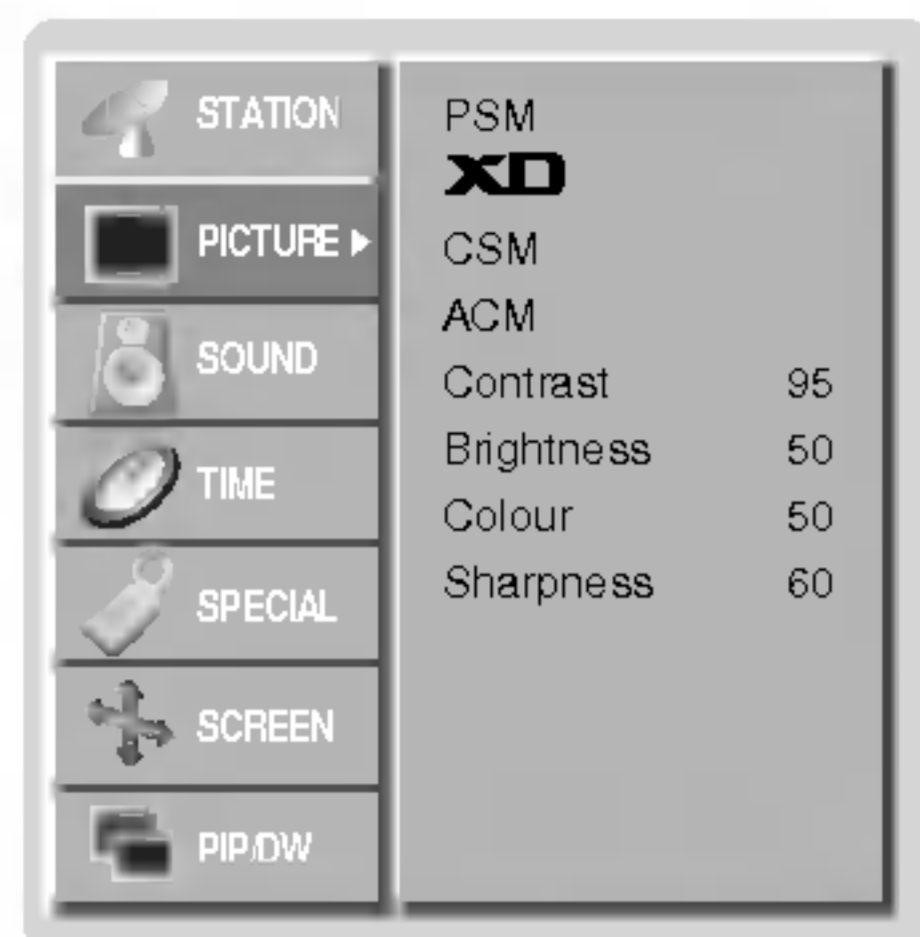 STATION
PICTURE
SOUND
TIME
SPECIAL
SCREEN
PIP/DW
PSM
XD
CSM
ACM
Contrast 95
Brightness 50
Colour 50
Sharpness 60